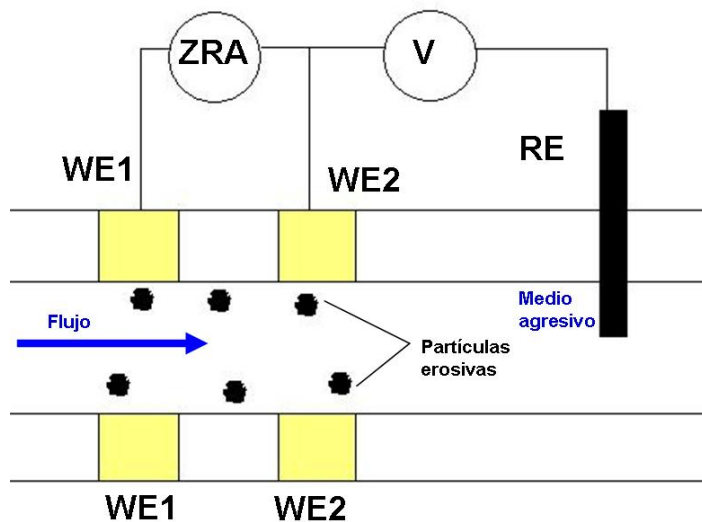 ZRA
V
WE1
WE2
RE
Flujo
Medio
agresivo
Partículas
erosivas
WE1
WE2